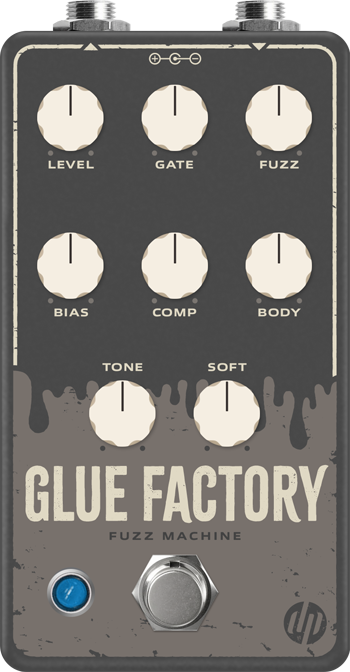 LEVEL GATE FUZZ
BIAS COMP BODY
TONE SOFT
GLUE FACTORY
FUZZ MACHINE